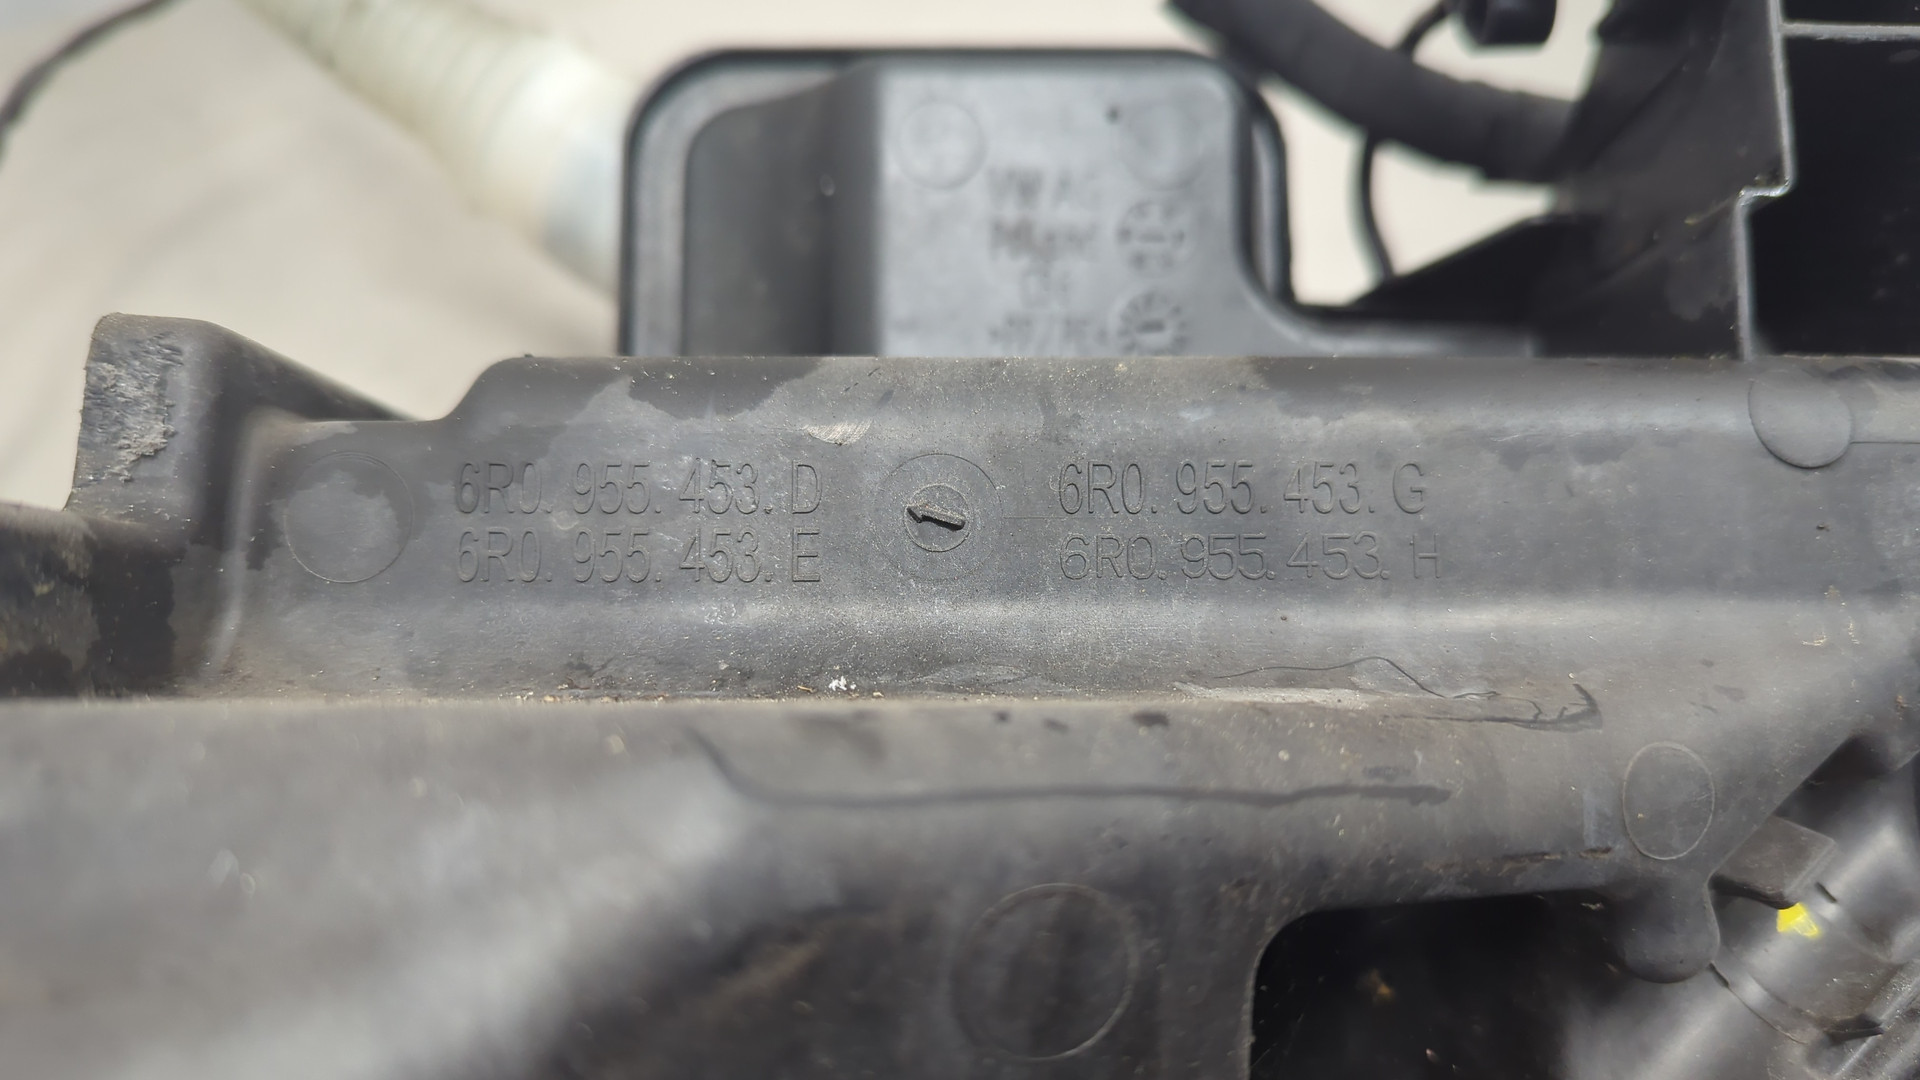 6R0. 955. 453. D
6R0. 955. 453. E
6R0. 955. 453. G
6R0. 955. 453. H